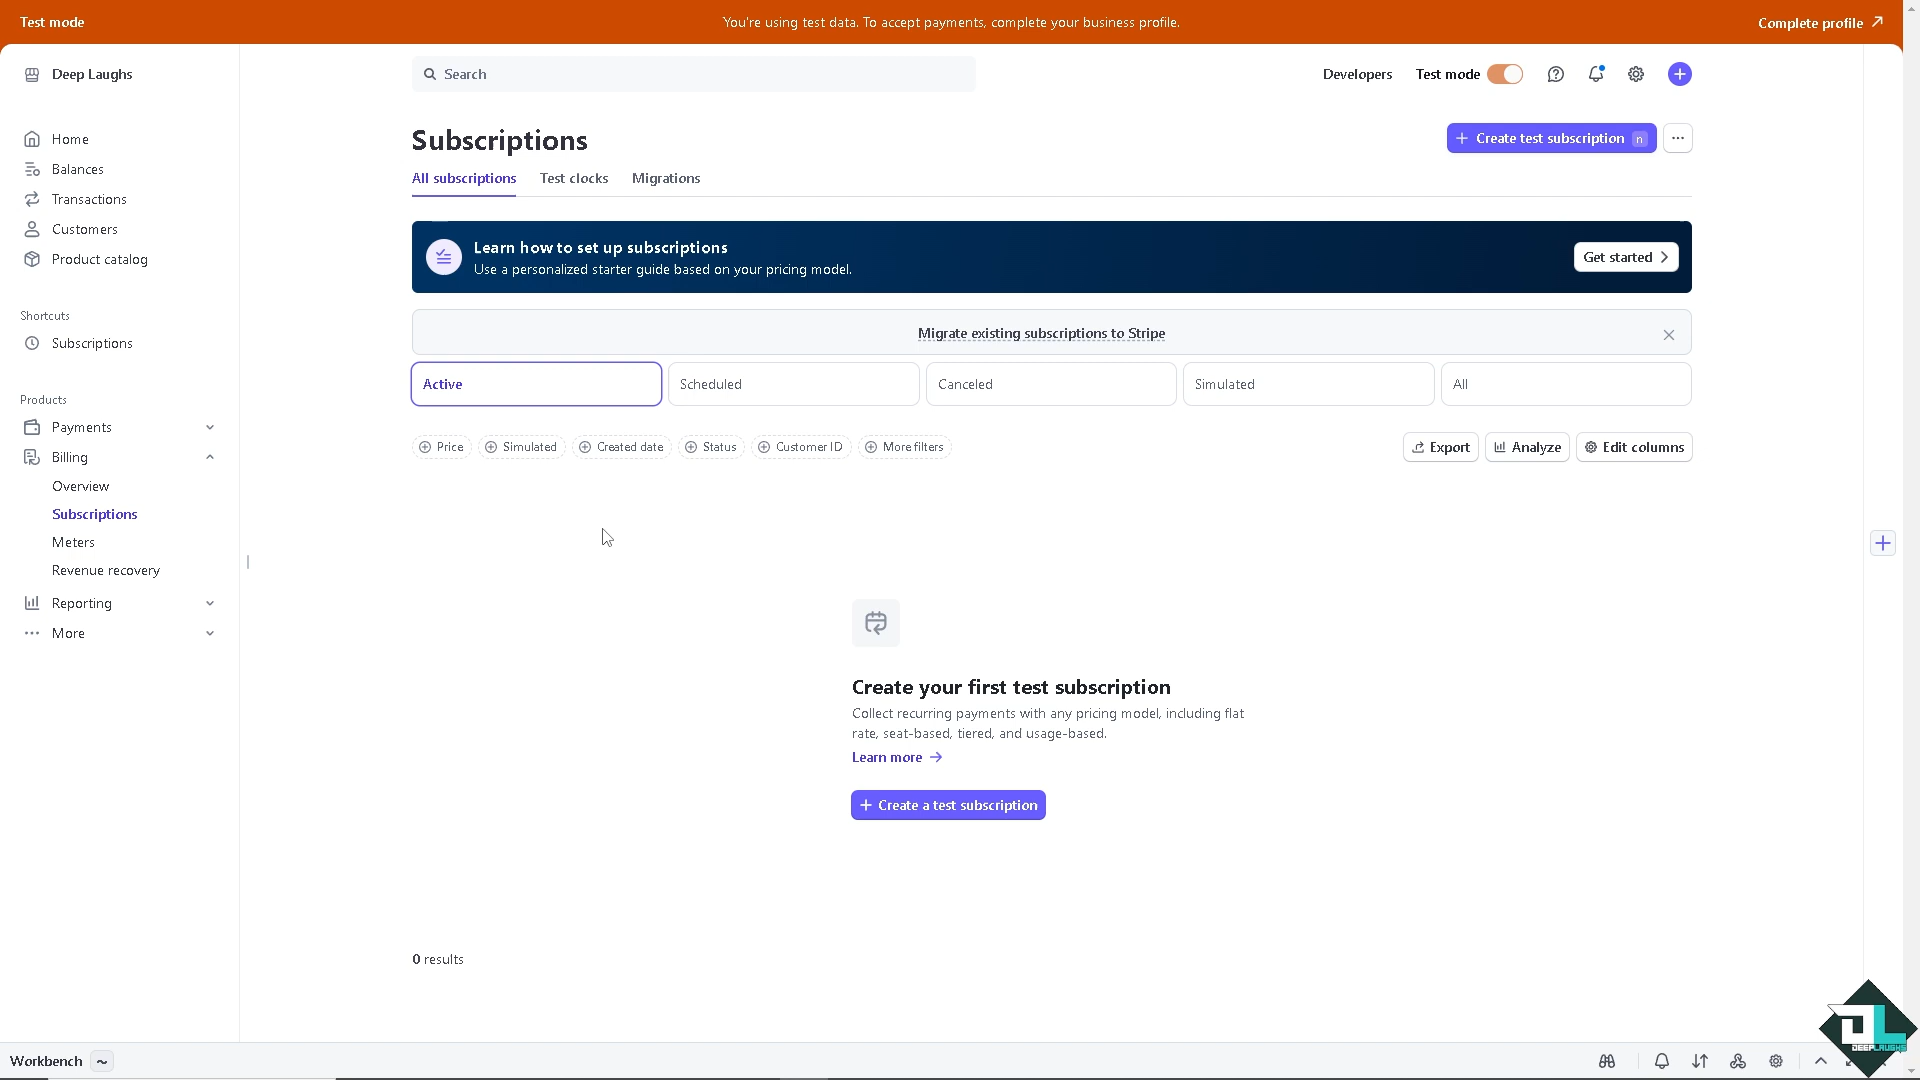 Test mode
You're using test data. To accept payments, complete your business profile.
Complete profile
Deep Laughs
Search
Developers
Test mode
Home
Balances
Transactions
Customers
Product catalog
Shortcuts
Subscriptions
Products
Payments
Billing
Overview
Subscriptions
Meters
Revenue recovery
Reporting
More
Subscriptions
Create test subscription n
All subscriptions
Test clocks
Migrations
Learn how to set up subscriptions
Use a personalized starter guide based on your pricing model.
Get started
Migrate existing subscriptions to Stripe
Active
Scheduled
Canceled
Simulated
All
Price
Simulated
Created date
Status
Customer ID
More filters
Export
Analyze
Edit columns
Create your first test subscription
Collect recurring payments with any pricing model, including flat
rate, seat-based, tiered, and usage-based.
Learn more
Create a test subscription
0 results
Workbench
DL
DEEPLAUGHS